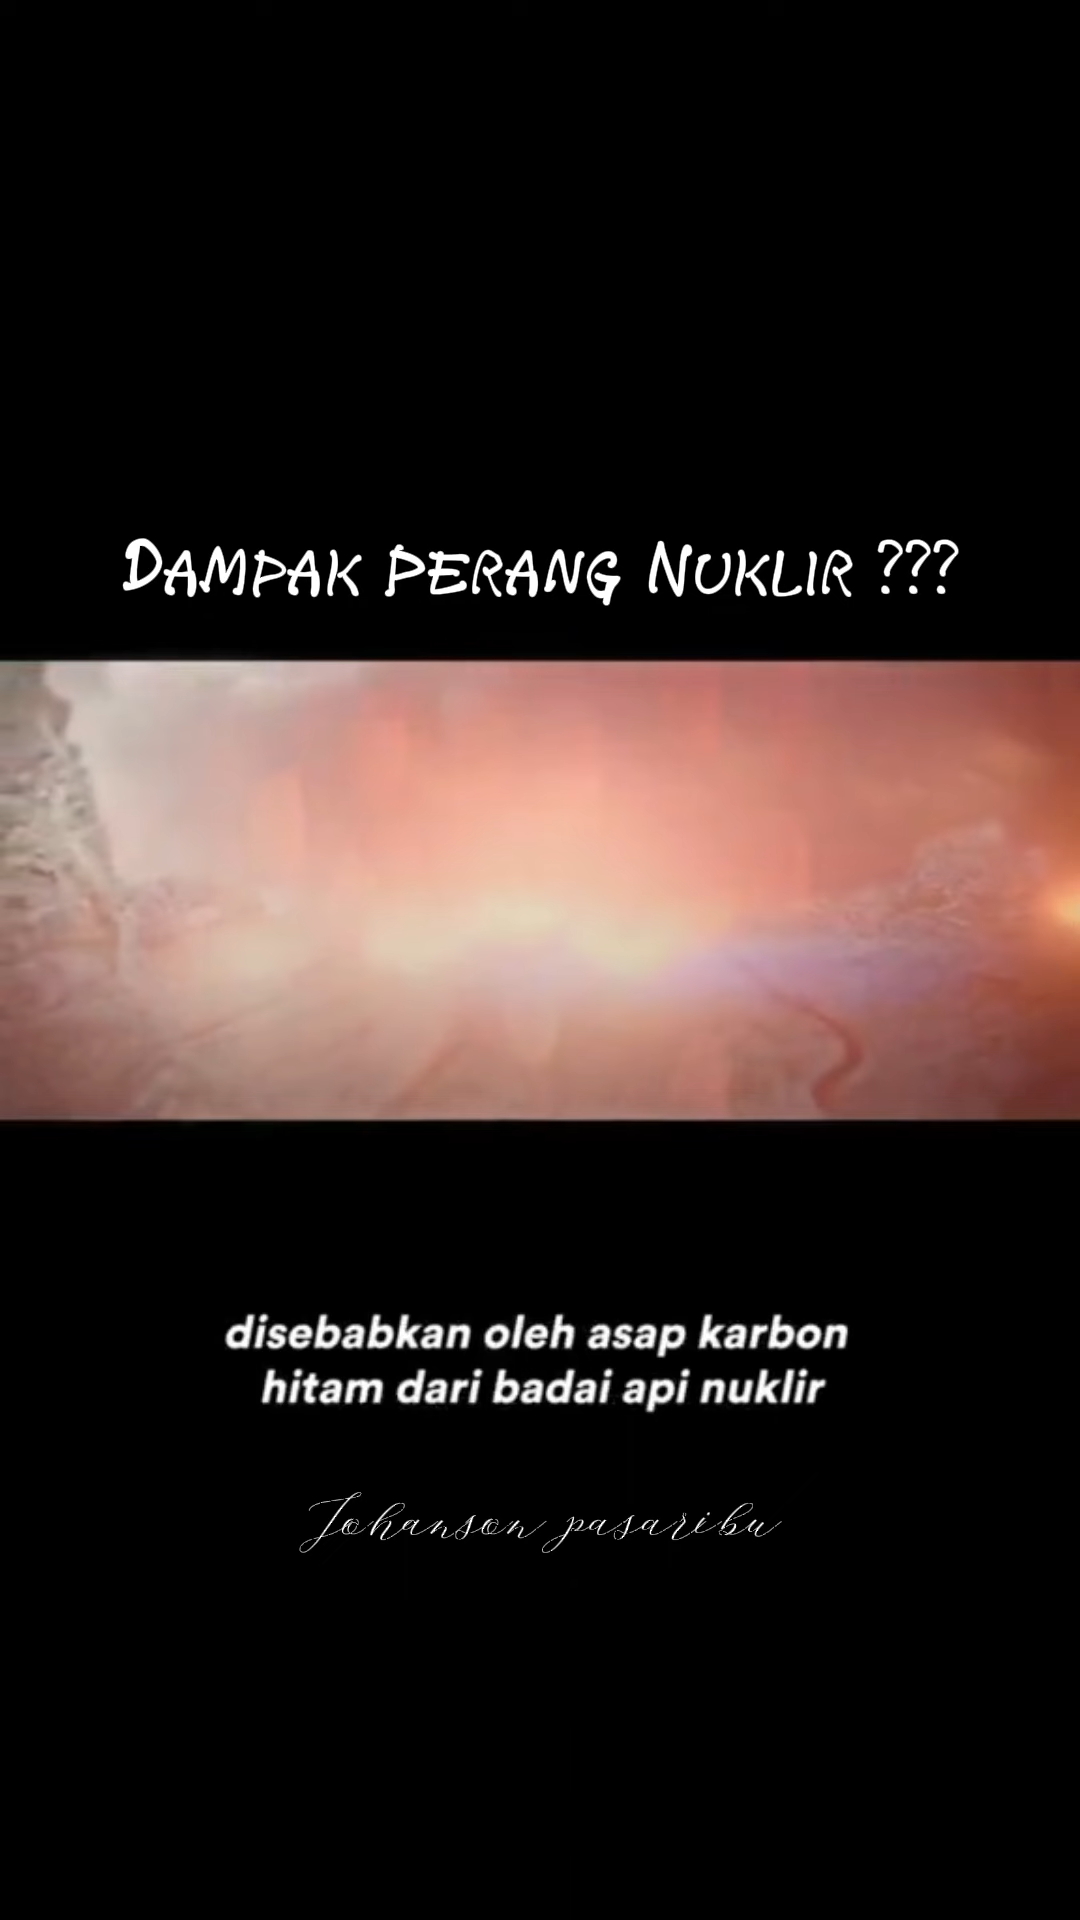 DAMPAK PERANG NUKLIR ???
disebabkan oleh asap karbon
hitam dari badai api nuklir
Johanson pasaribu